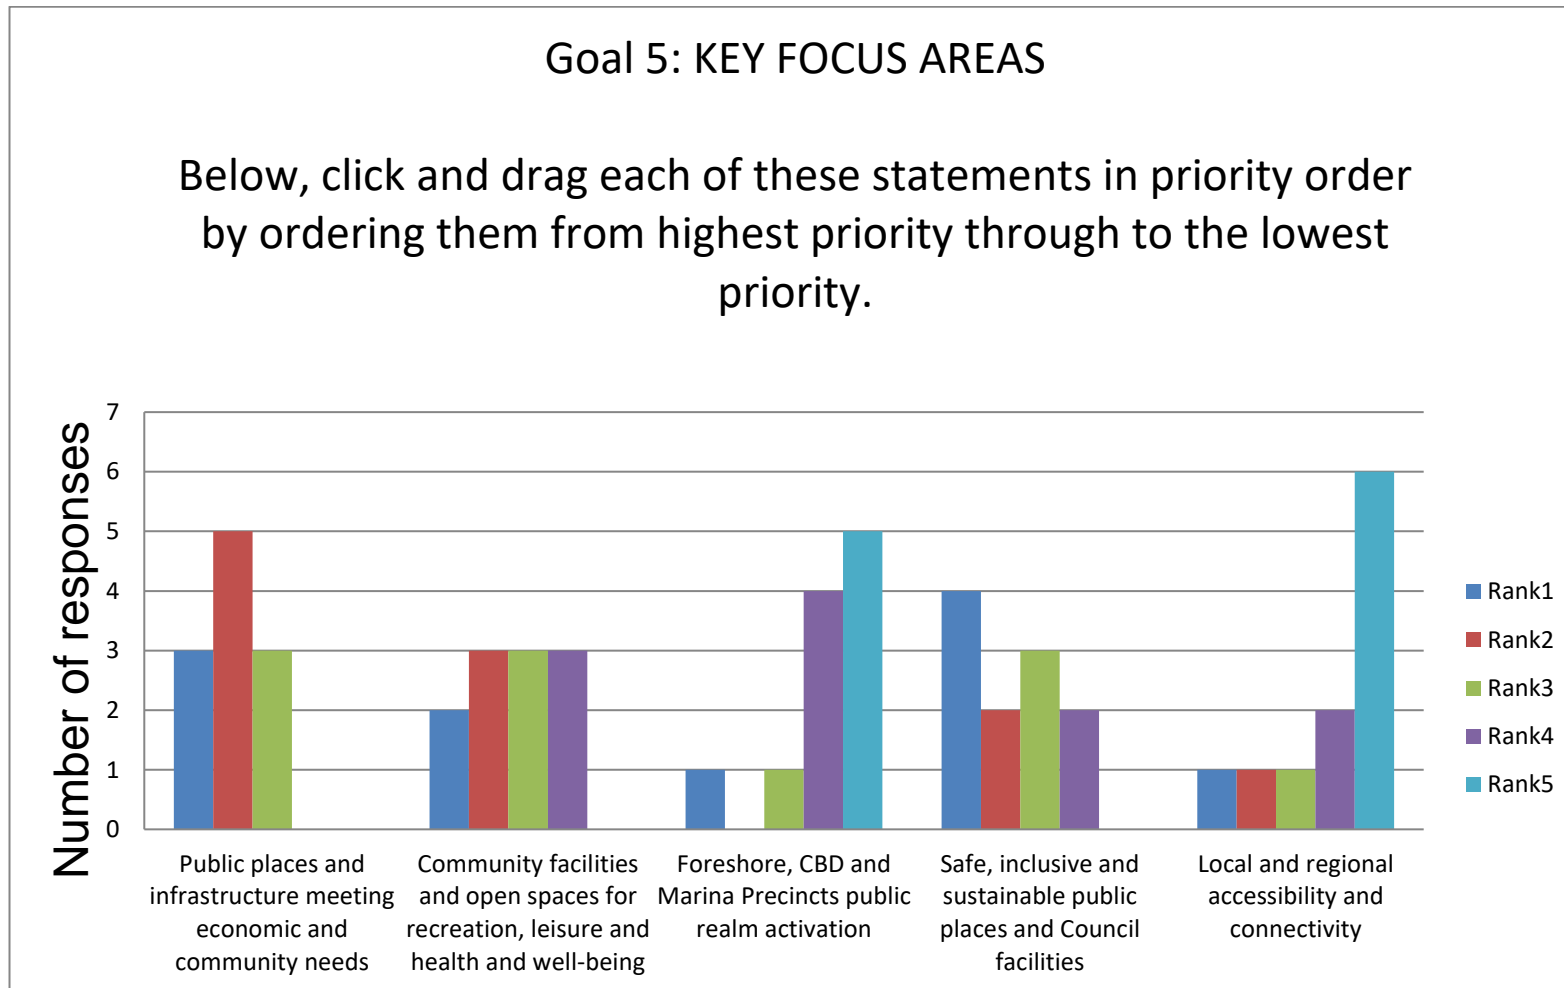 Goal 5: KEY FOCUS AREAS
Below, click and drag each of these statements in priority order
by ordering them from highest priority through to the lowest
priority.
Number of responses
7
6
5
4
3
2
1
0
Public places and
infrastructure meeting
economic and
community needs
Community facilities
and open spaces for
recreation, leisure and
health and well-being
Foreshore, CBD and
Marina Precincts public
realm activation
Safe, inclusive and
sustainable public
places and Council
facilities
Local and regional
accessibility and
connectivity
Rank1
Rank2
Rank3
Rank4
Rank5